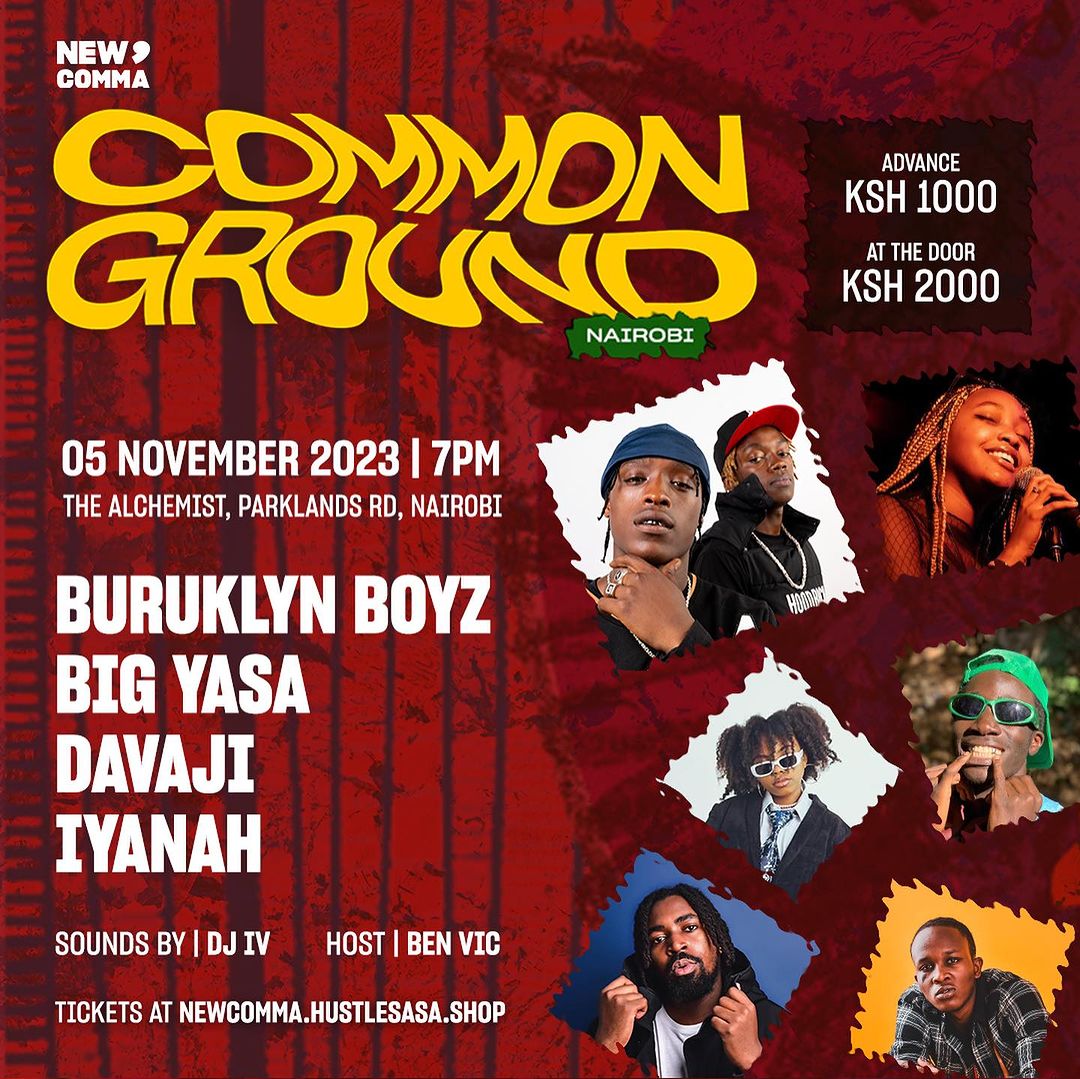 NEW,
COMMA
COMMON
GROUND
NAIROBI
ADVANCE
KSH 1000
AT THE DOOR
KSH 2000
05 NOVEMBER 2023 | 7PM
THE ALCHEMIST, PARKLANDS RD, NAIROBI
BURUKLYN BOYZ
BIG YASA
DAVAJI
IYANAH
SOUNDS BY | DJ IV
HOST | BEN VIC
TICKETS AT NEWCOMMA.HUSTLESASA.SHOP